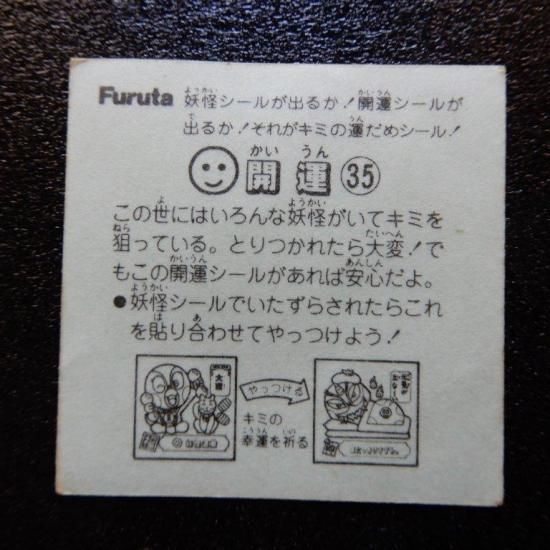 Furuta 妖怪シールが出るか！開運シールが
出るか！それがキミの運だめシール！
開運 35
この世にはいろんな妖怪がいてキミを
狙っている。とりつかれたら大変！で
もこの開運シールがあれば安心だよ。
●妖怪シールでいたずらされたらこれ
を貼り合わせてやっつけよう！
大吉
やっつける
キミの
幸運を祈る